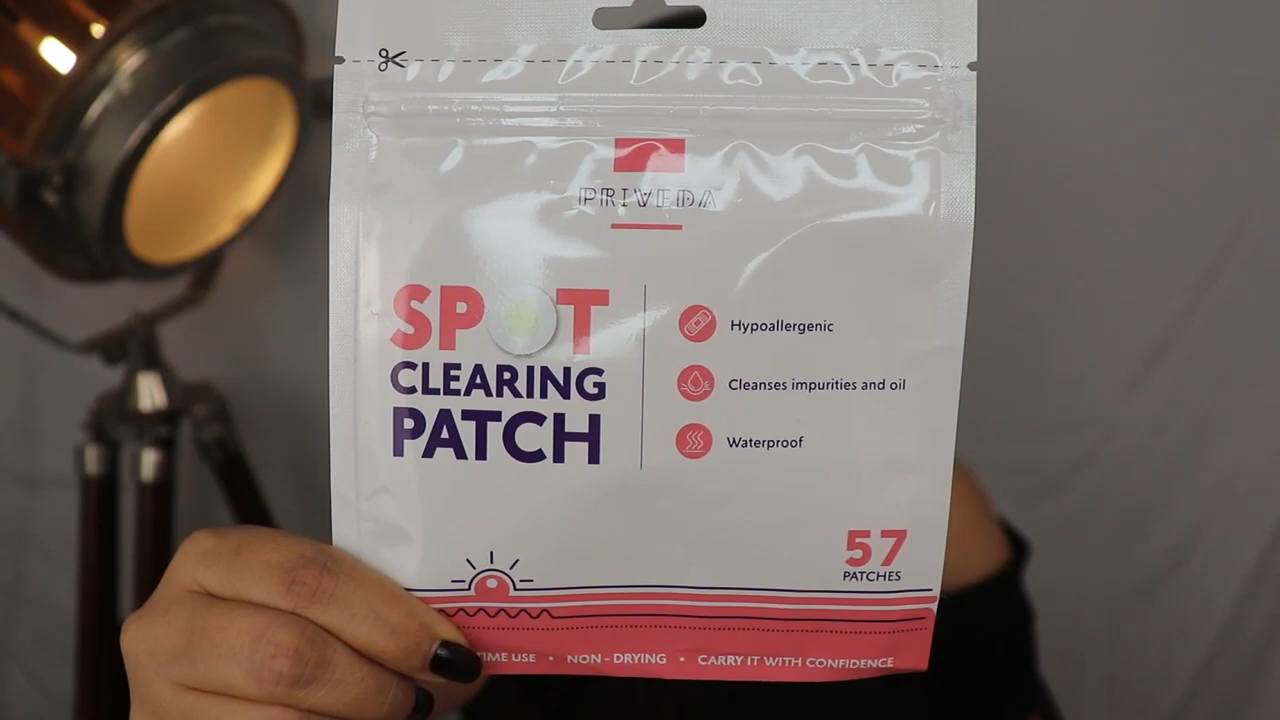 PRIVEDA
SPOT
CLEARING
PATCH
Hypoallergenic
Cleanses impurities and oil
Waterproof
57
PATCHES
TIME USE • NON-DRYING • CARRY IT WITH CONFIDENCE